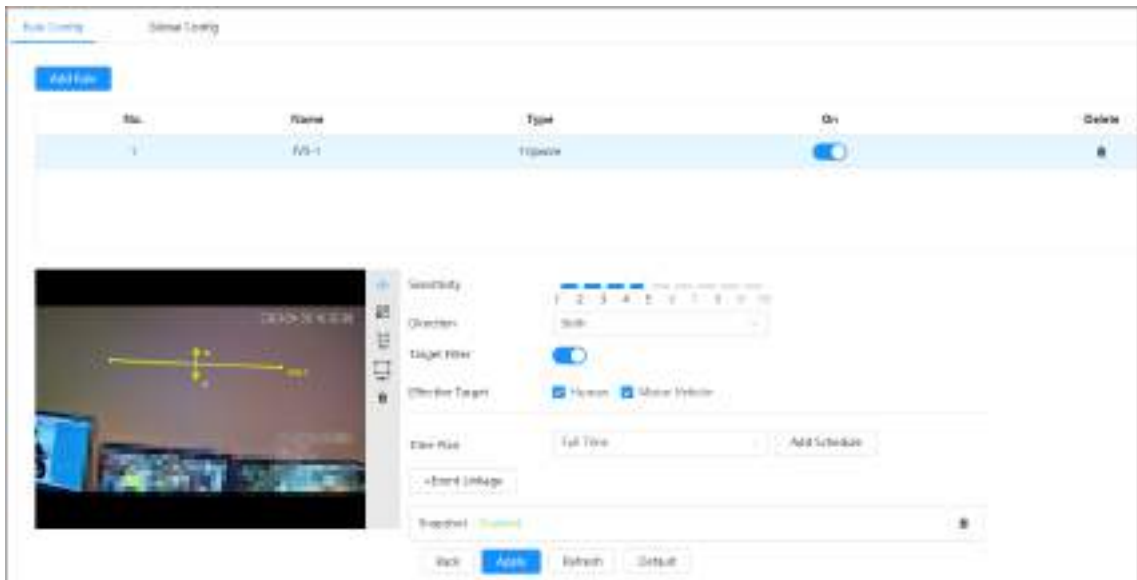 Rule Config Global Config
Add Rule
No. Name Type On Delete
1 IVS-1 Tripwire
Sensitivity
1 2 3 4 5 6 7 8 9 10
Direction Both
Target Filter
Effective Target Human Motor Vehicle
Full Time Add Schedule
+Event Linkage
Snapshot
Back Apply Refresh Default